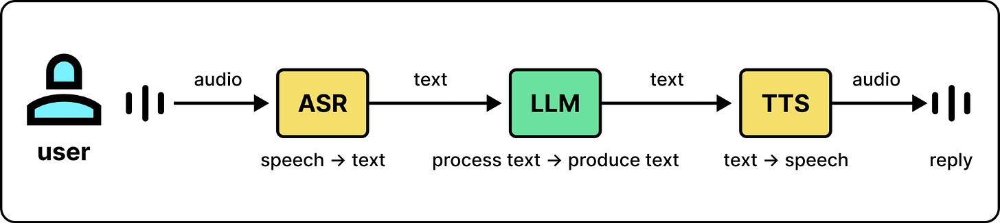 audio
text
text
audio
ASR
LLM
TTS
user
speech → text
process text → produce text
text → speech
reply